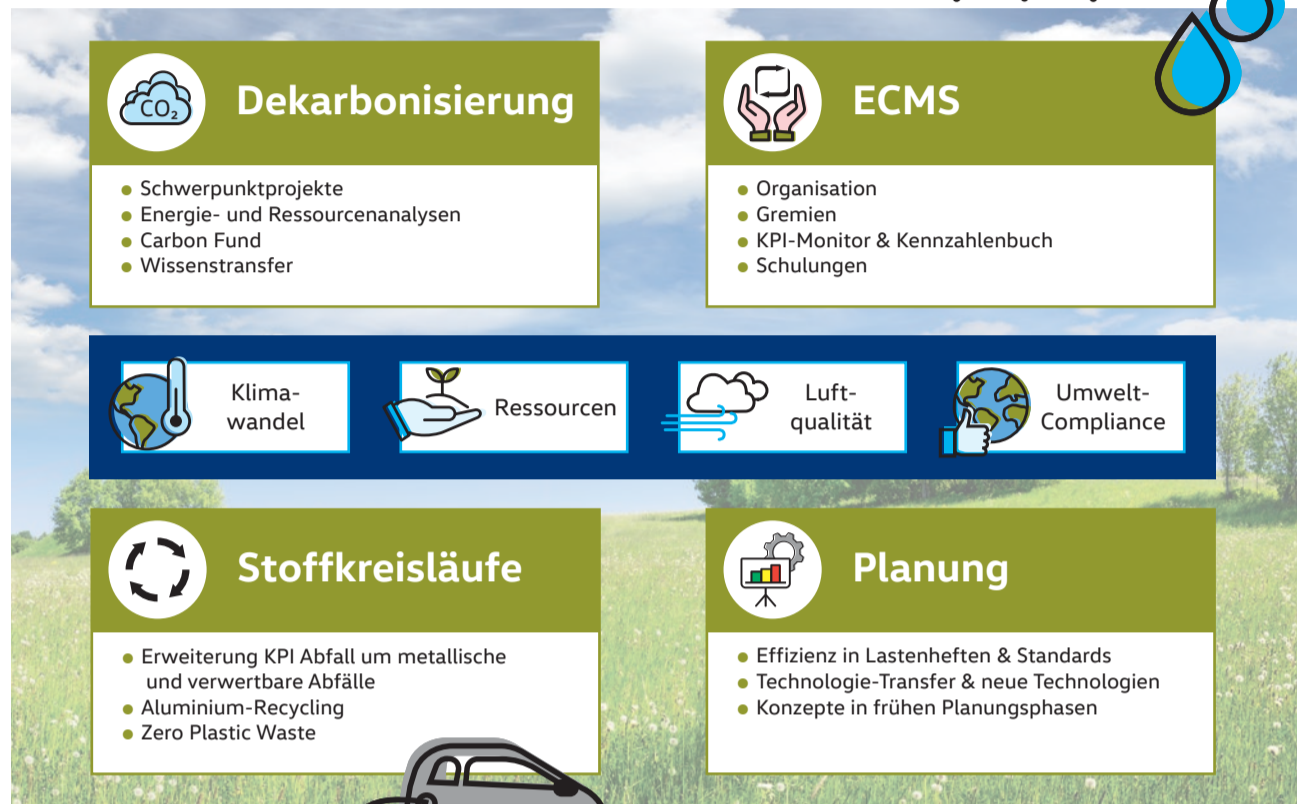 Dekarbonisierung
CO₂
Schwerpunktprojekte
Energie- und Ressourcenanalysen
Carbon Fund
Wissenstransfer
ECMS
Organisation
Gremien
KPI-Monitor & Kennzahlenbuch
Schulungen
Klima-
wandel
Ressourcen
Luft-
qualität
Umwelt-
Compliance
Stoffkreisläufe
Erweiterung KPI Abfall um metallische
und verwertbare Abfälle
Aluminium-Recycling
Zero Plastic Waste
Planung
Effizienz in Lastenheften & Standards
Technologie-Transfer & neue Technologien
Konzepte in frühen Planungsphasen